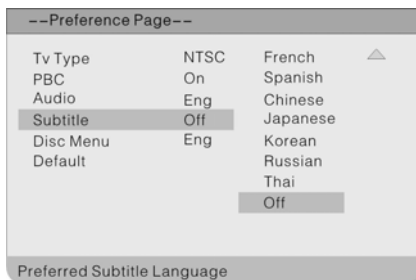 --Preference Page--
Tv Type NTSC French
PBC On Spanish
Audio Eng Chinese
Subtitle Off Japanese
Disc Menu Eng Korean
Default Russian
Thai
Off
Preferred Subtitle Language